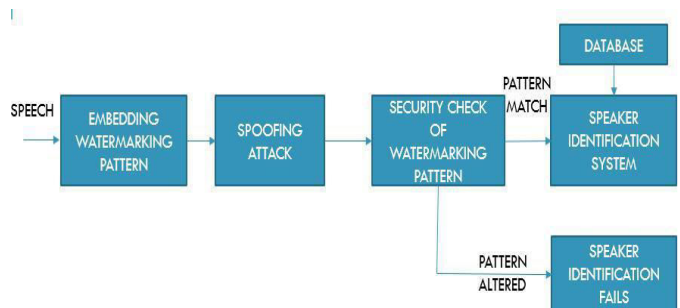 DATABASE
SPEECH
EMBEDDING
WATERMARKING
PATTERN
SPOOFING
ATTACK
SECURITY CHECK
OF
WATERMARKING
PATTERN
PATTERN
MATCH
SPEAKER
IDENTIFICATION
SYSTEM
PATTERN
ALTERED
SPEAKER
IDENTIFICATION
FAILS